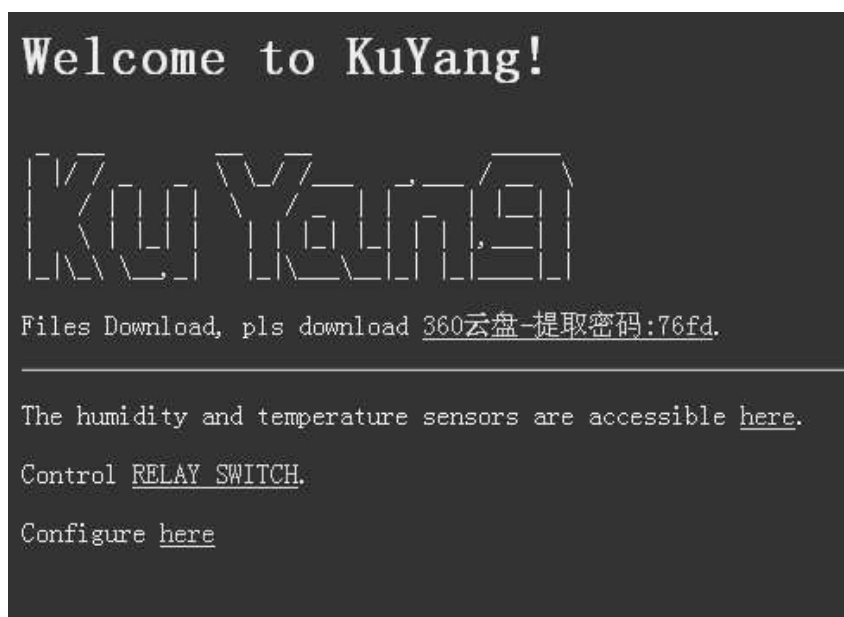 Welcome to KuYang!
KuYang
Files Download, pls download 360云盘-提取密码:76fd.
The humidity and temperature sensors are accessible here.
Control RELAY SWITCH.
Configure here